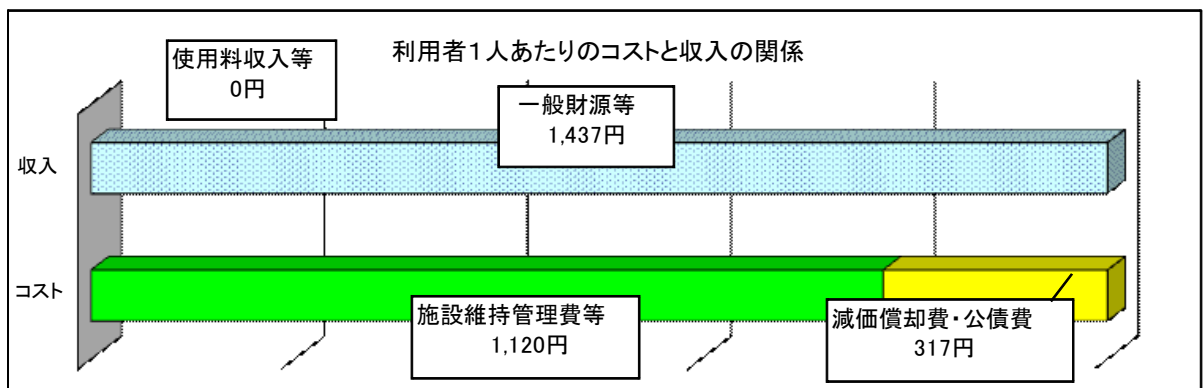 利用者１人あたりのコストと収入の関係
使用料収入等
0円
一般財源等
1,437円
収入
コスト
施設維持管理費等
1,120円
減価償却費・公債費
317円